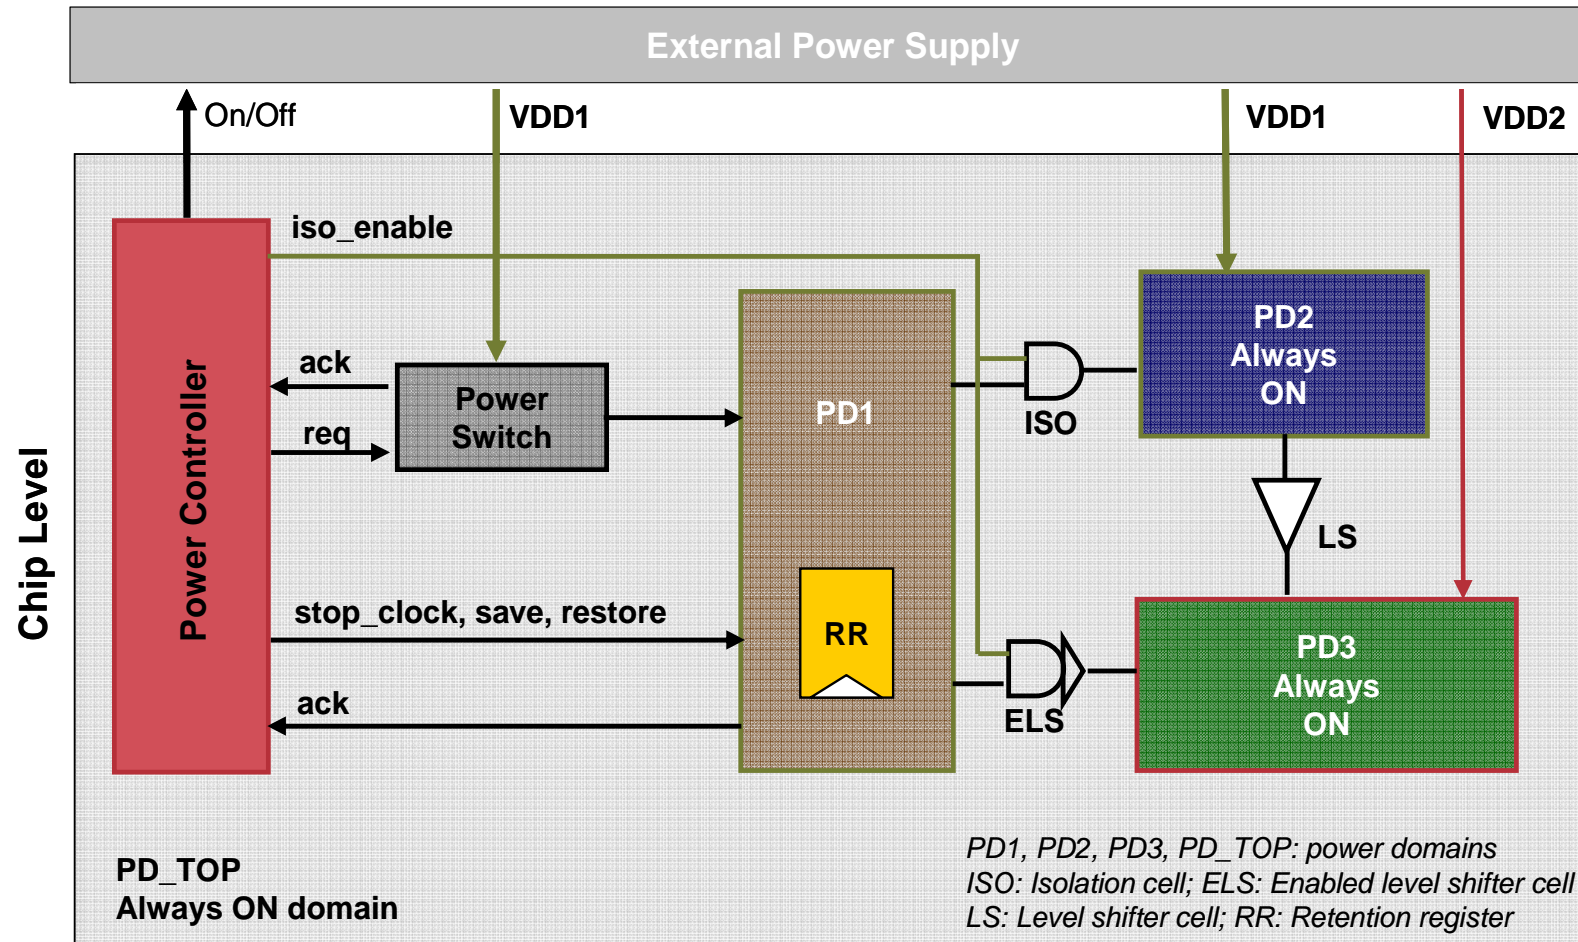 External Power Supply
On/Off
VDD1
VDD1
VDD2
iso_enable
Chip Level
Power Controller
ack
req
Power
Switch
PD1
ISO
PD2
Always
ON
LS
stop_clock, save, restore
RR
ack
ELS
PD3
Always
ON
PD_TOP
Always ON domain
PD1, PD2, PD3, PD_TOP: power domains
ISO: Isolation cell; ELS: Enabled level shifter cell
LS: Level shifter cell; RR: Retention register